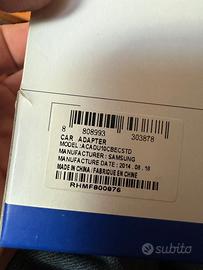 8 808993 303878
CAR ADAPTER
MODEL: ACADU10CBECSTD
MANUFACTURER : SAMSUNG
MANUFACTURE DATE : 2014 . 08 . 18
MADE IN CHINA / FABRIQUE EN CHINE
RHMF800876
subito